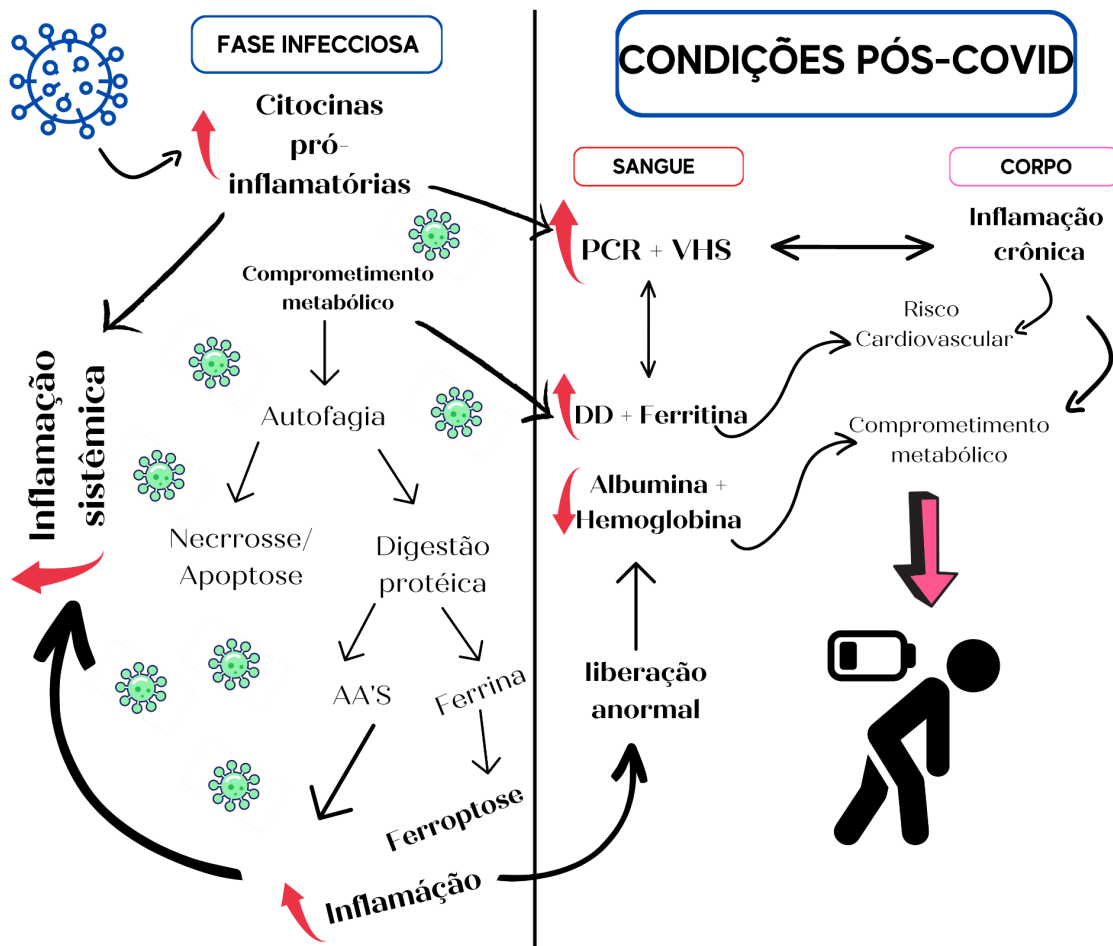 FASE INFECCIOSA
Citocinas
pró-
inflamatórias
Comprometimento
metabólico
Inflamação
sistêmica
Autofagia
Necrrosse/
Apoptose
Digestão
protéica
AA'S
Ferrina
Ferroptose
Inflamáção
CONDIÇÕES PÓS-COVID
SANGUE
CORPO
PCR + VHS
Inflamação
crônica
Risco
Cardiovascular
DD + Ferritina
Comprometimento
metabólico
Albumina +
Hemoglobina
liberação
anormal